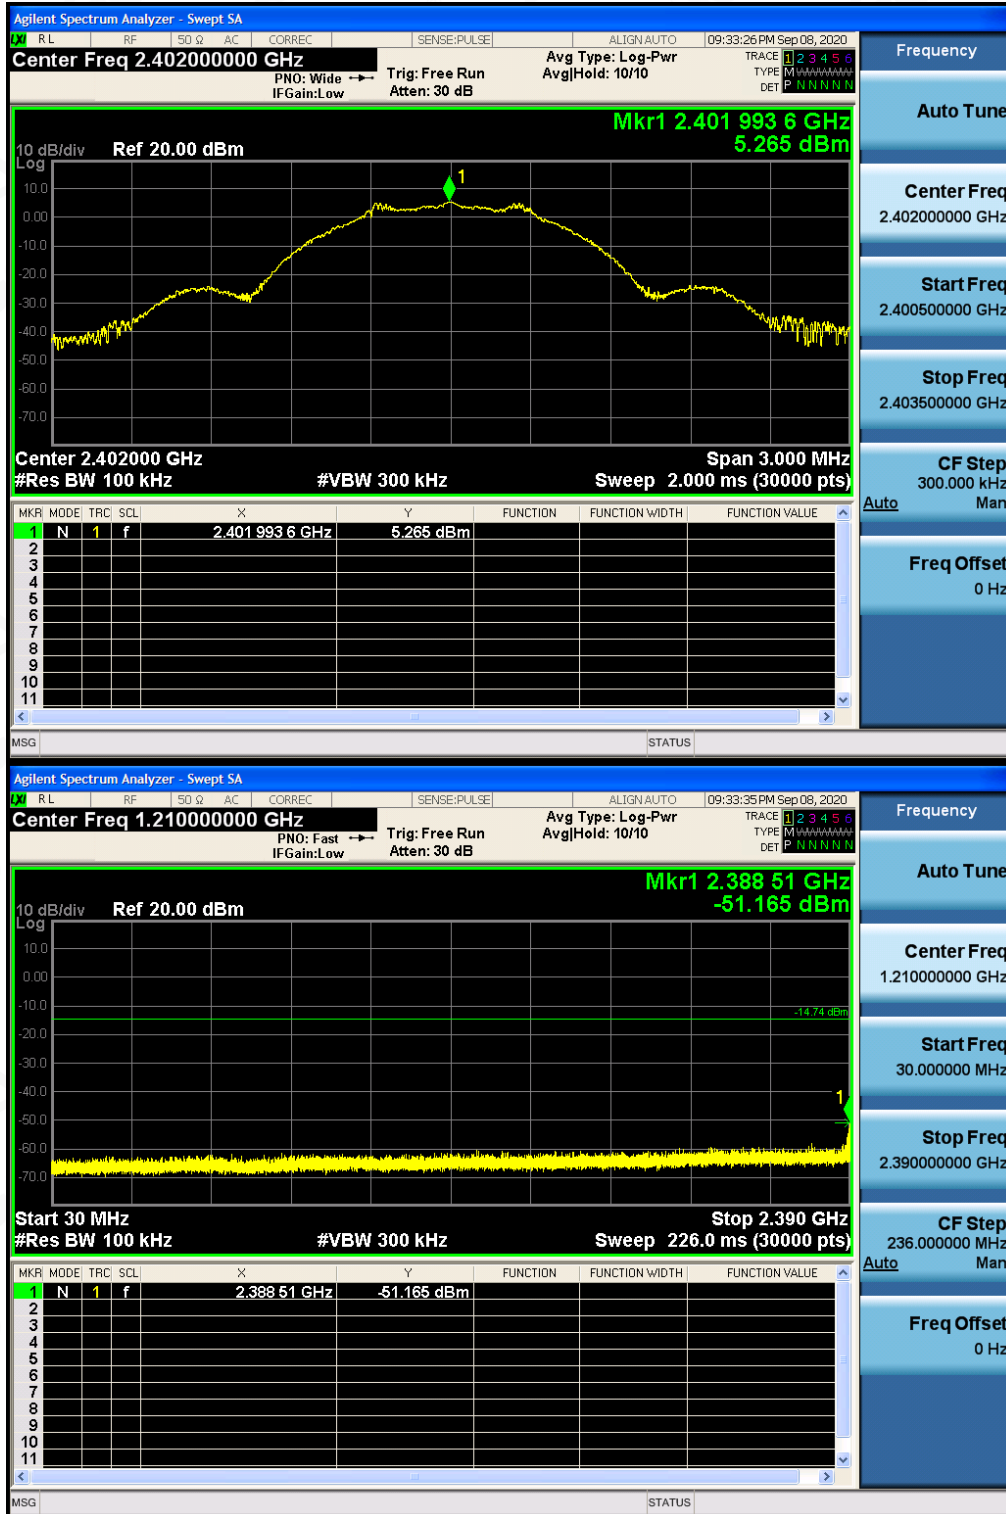 Agilent Spectrum Analyzer - Swept SA
LXI RL RF 50 Ω AC CORREC SENSE:PULSE ALIGN AUTO 09:33:26 PM Sep 08, 2020
Center Freq 2.402000000 GHz
PNO: Wide
IFGain:Low
Trig: Free Run
Atten: 30 dB
Avg Type: Log-Pwr
Avg|Hold: 10/10
TRACE 1 2 3 4 5 6
TYPE M WWWWW
DET P N N N N N
Mkr1 2.401 993 6 GHz
5.265 dBm
10 dB/div Ref 20.00 dBm
Log
10.0
0.00
-10.0
-20.0
-30.0
-40.0
-50.0
-60.0
-70.0
1
Center 2.402000 GHz Span 3.000 MHz
#Res BW 100 kHz #VBW 300 kHz Sweep 2.000 ms (30000 pts)
MKR MODE TRC SCL X Y FUNCTION FUNCTION WIDTH FUNCTION VALUE
1 N 1 f 2.401 993 6 GHz 5.265 dBm
2
3
4
5
6
7
8
9
10
11
MSG STATUS
Frequency
Auto Tune
Center Freq
2.402000000 GHz
Start Freq
2.400500000 GHz
Stop Freq
2.403500000 GHz
CF Step
300.000 kHz
Auto Man
Freq Offset
0 Hz
Agilent Spectrum Analyzer - Swept SA
LXI RL RF 50 Ω AC CORREC SENSE:PULSE ALIGN AUTO 09:33:35 PM Sep 08, 2020
Center Freq 1.210000000 GHz
PNO: Fast
IFGain:Low
Trig: Free Run
Atten: 30 dB
Avg Type: Log-Pwr
Avg|Hold: 10/10
TRACE 1 2 3 4 5 6
TYPE M WWWWW
DET P N N N N N
Mkr1 2.388 51 GHz
-51.165 dBm
10 dB/div Ref 20.00 dBm
Log
10.0
0.00
-10.0
-20.0
-30.0
-40.0
-50.0
-60.0
-70.0
-14.74 dBm
1
Start 30 MHz Stop 2.390 GHz
#Res BW 100 kHz #VBW 300 kHz Sweep 226.0 ms (30000 pts)
MKR MODE TRC SCL X Y FUNCTION FUNCTION WIDTH FUNCTION VALUE
1 N 1 f 2.388 51 GHz -51.165 dBm
2
3
4
5
6
7
8
9
10
11
MSG STATUS
Frequency
Auto Tune
Center Freq
1.210000000 GHz
Start Freq
30.000000 MHz
Stop Freq
2.390000000 GHz
CF Step
236.000000 MHz
Auto Man
Freq Offset
0 Hz